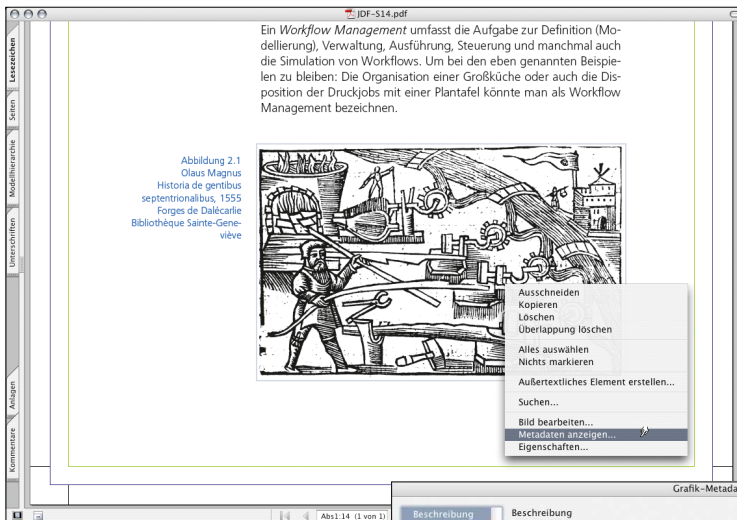 JDF-S14.pdf
Lesezeichen
Seiten
Modellhierarchie
Unterschriften
Anlagen
Kommentare
Ein Workflow Management umfasst die Aufgabe zur Definition (Mo-
dellierung), Verwaltung, Ausführung, Steuerung und manchmal auch
die Simulation von Workflows. Um bei den eben genannten Beispie-
len zu bleiben: Die Organisation einer Großküche oder auch die Dis-
position der Druckjobs mit einer Plantafel könnte man als Workflow
Management bezeichnen.
Abbildung 2.1
Olaus Magnus
Historia de gentibus
septentrionalibus, 1555
Forges de Dalécarlie
Bibliothèque Sainte-Gene-
viève
Ausschneiden
Kopieren
Löschen
Überlappung löschen
Alles auswählen
Nichts markieren
Außertextliches Element erstellen...
Suchen...
Bild bearbeiten...
Metadaten anzeigen...
Eigenschaften...
Abs1:14 (1 von 1)
Grafik-Metada
Beschreibung
Beschreibung